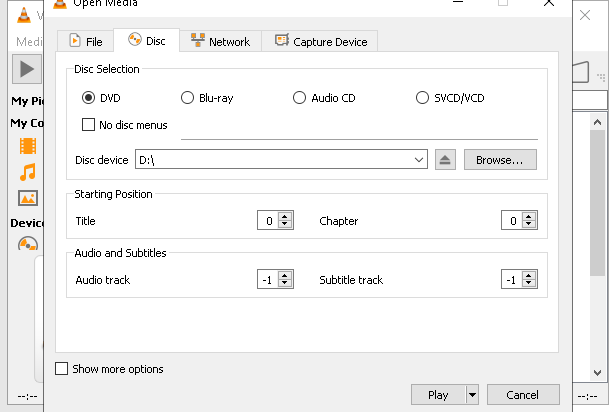 Open Media
V
Medi
File
Disc
Network
Capture Device
My Pi
My Co
Device
Disc Selection
DVD
Blu-ray
Audio CD
SVCD/VCD
No disc menus
Disc device
D:\
Browse...
Starting Position
Title
0
Chapter
0
Audio and Subtitles
Audio track
-1
Subtitle track
-1
Show more options
Play
Cancel
--:--
--:--